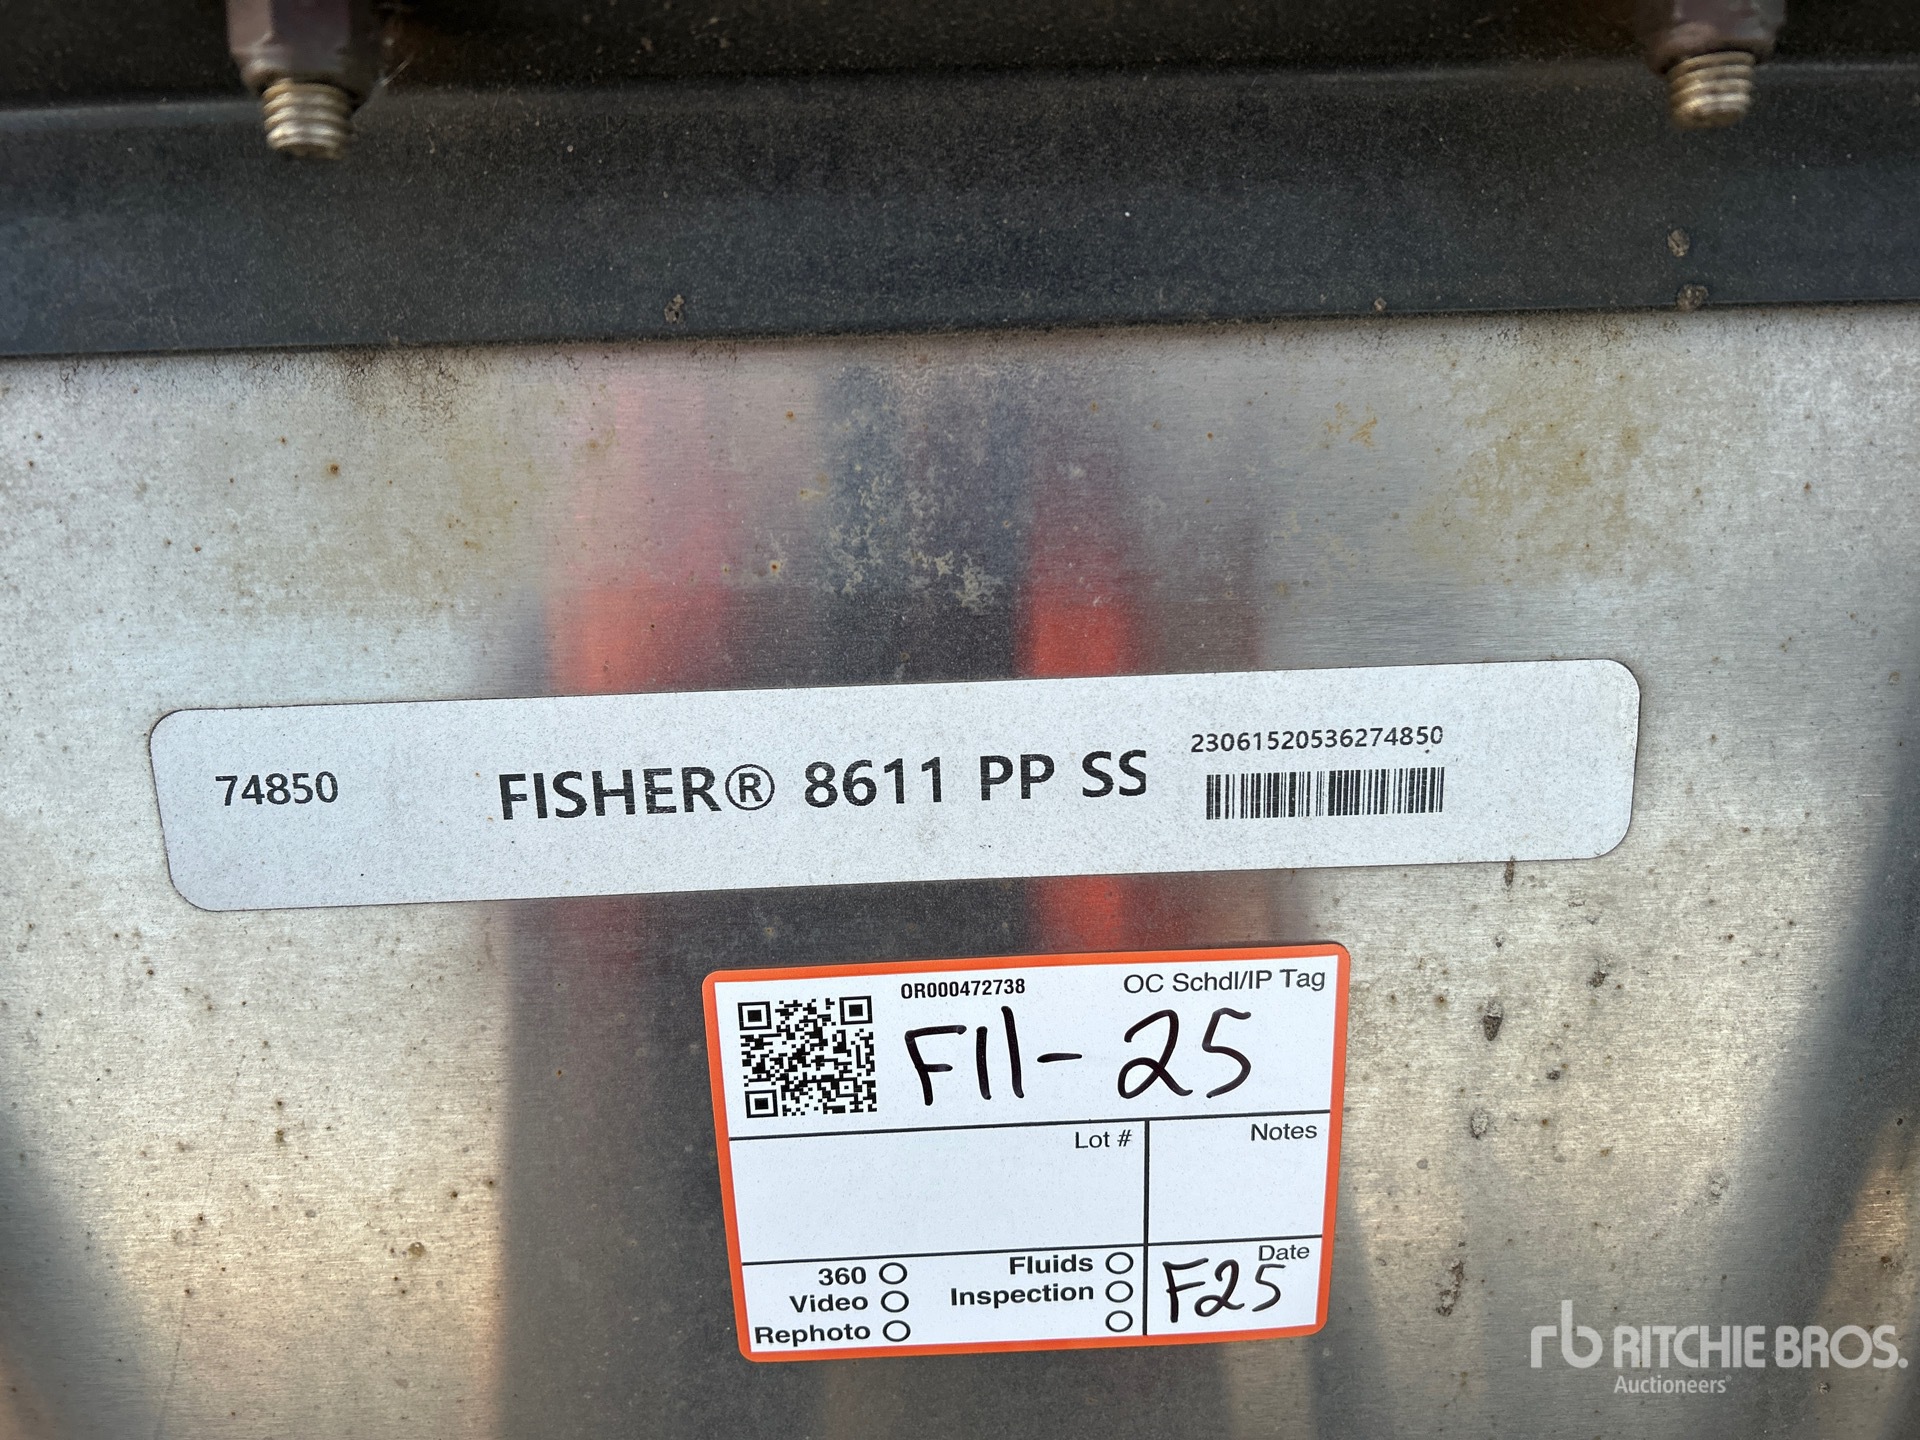 74850
FISHER® 8611 PP SS
23061520536274850
OR000472738
OC Schdl/IP Tag
F11-25
Lot #
Notes
360
Video
Rephoto
Fluids
Inspection
Date
F25
rb RITCHIE BROS.
Auctioneers